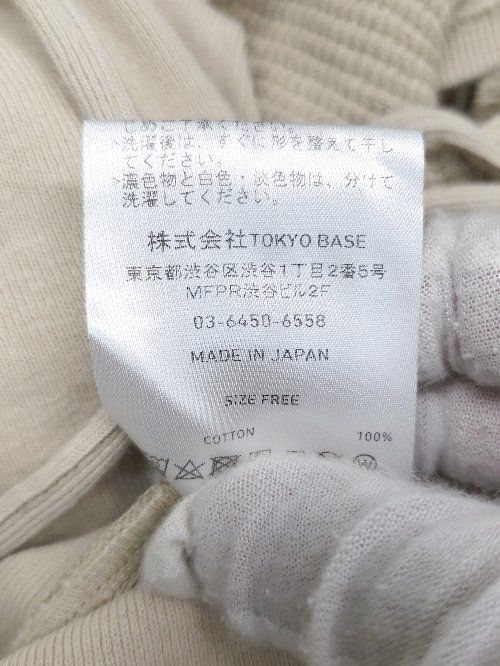 >洗濯後は、すぐに形を整えて干し
てください。
>濃色物と白色・淡色物は、分けて
洗濯してください。
株式会社TOKYO BASE
東京都渋谷区渋谷1丁目2番5号
MFPR渋谷ビル2F
03-6450-6558
MADE IN JAPAN
SIZE FREE
COTTON 100%